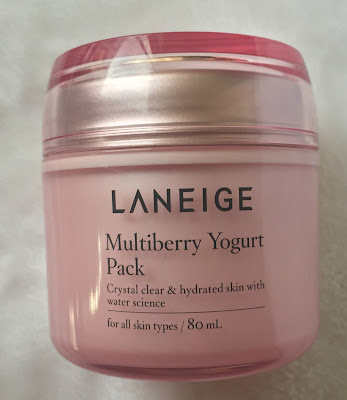 LANEIGE
Multiberry Yogurt
Pack
Crystal clear & hydrated skin with
water science
for all skin types / 80 mL